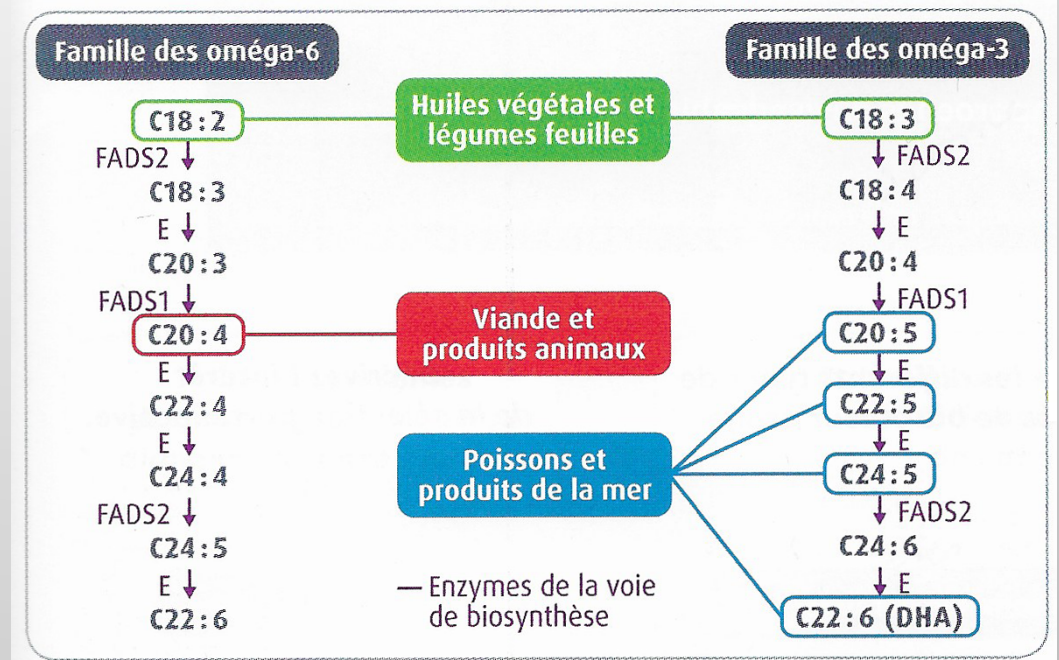 Famille des oméga-6
Famille des oméga-3
Huiles végétales et
légumes feuilles
C18:2
C18:3
FADS2
FADS2
C18:3
C18:4
E
E
C20:3
C20:4
FADS1
FADS1
Viande et
produits animaux
C20:4
C20:5
E
E
C22:4
C22:5
E
E
Poissons et
produits de la mer
C24:4
C24:5
FADS2
FADS2
C24:5
C24:6
E
E
— Enzymes de la voie
de biosynthèse
C22:6
C22:6 (DHA)